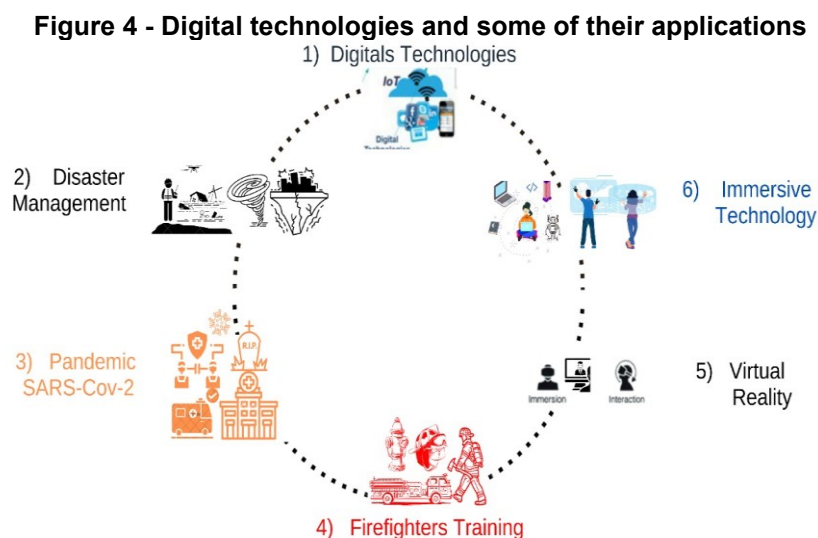 Figure 4 - Digital technologies and some of their applications
1) Digitals Technologies
IoT
Digital
2) Disaster
Management
6) Immersive
Technology
3) Pandemic
SARS-Cov-2
R.I.P.
5) Virtual
Reality
Immersion
Interaction
4) Firefighters Training